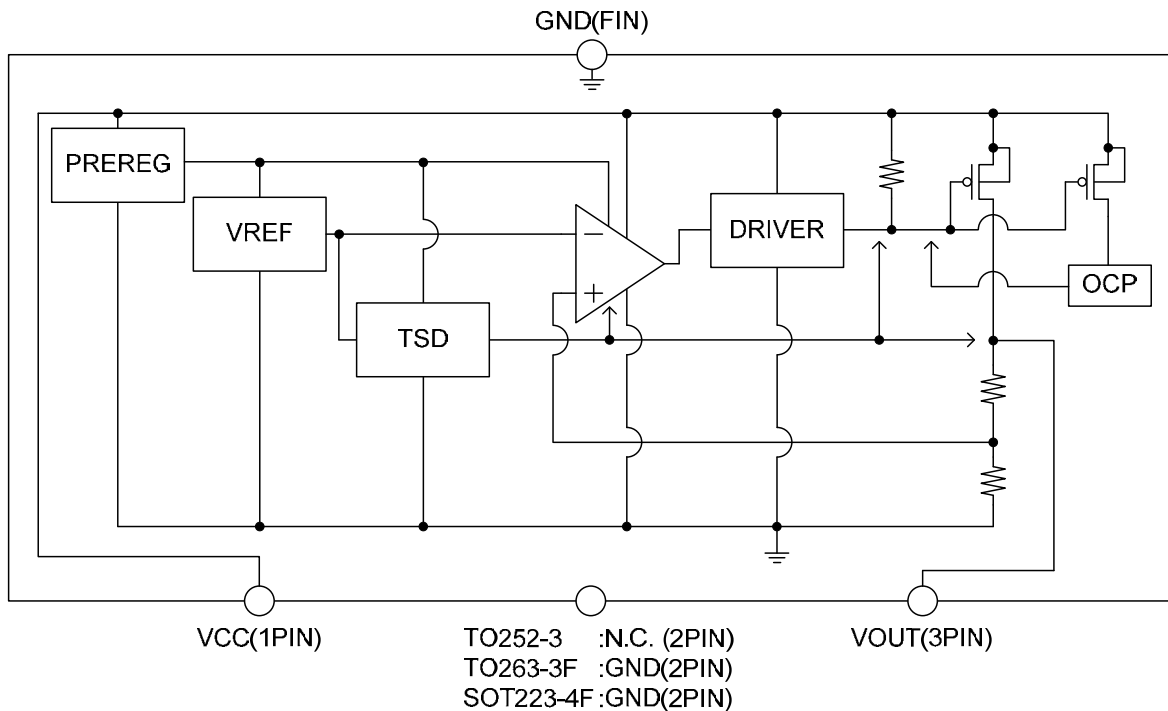 GND(FIN)
PREREG
VREF
DRIVER
OCP
TSD
VCC(1PIN)
TO252-3 :N.C. (2PIN)
TO263-3F :GND(2PIN)
SOT223-4F :GND(2PIN)
VOUT(3PIN)